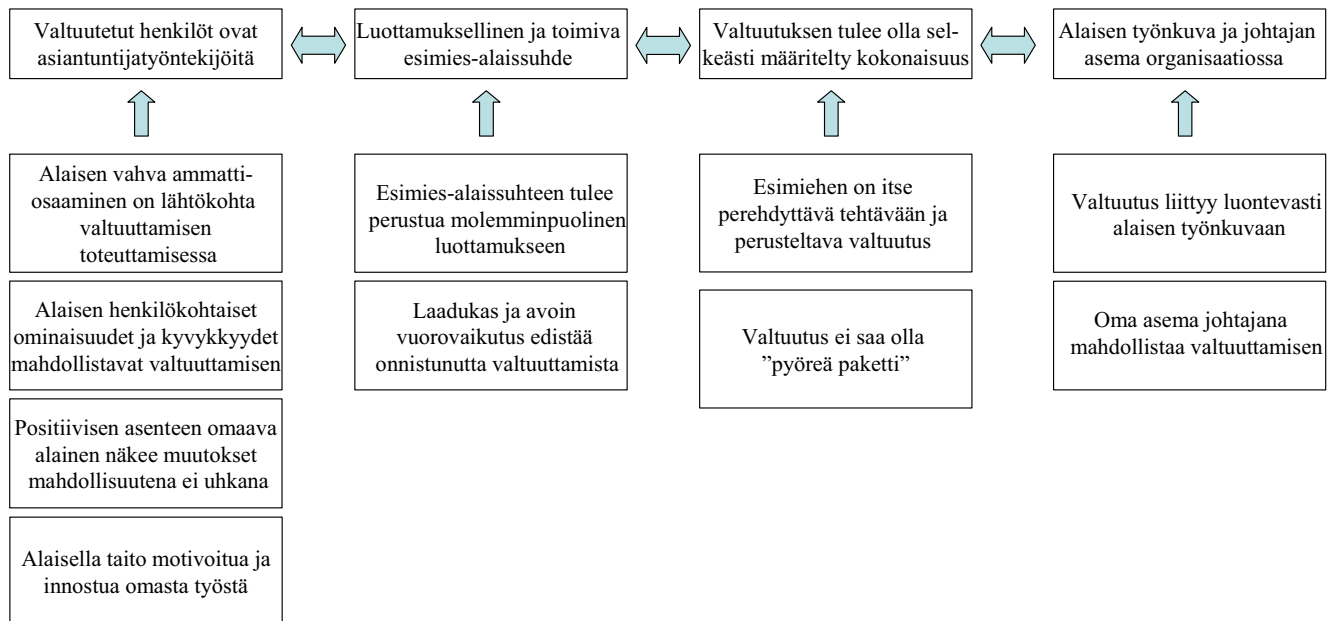 Valtuutetut henkilöt ovat
asiantuntijatyöntekijöitä
Luottamuksellinen ja toimiva
esimies-alaissuhde
Valtuutuksen tulee olla sel-
keästi määritelty kokonaisuus
Alaisen työnkuva ja johtajan
asema organisaatiossa
Alaisen vahva ammatti-
osaaminen on lähtökohta
valtuuttamisen
toteuttamisessa
Esimies-alaissuhteen tulee
perustua molemminpuolinen
luottamukseen
Esimiehen on itse
perehdyttävä tehtävään ja
perusteltava valtuutus
Valtuutus liittyy luontevasti
alaisen työnkuvaan
Alaisen henkilökohtaiset
ominaisuudet ja kyvykkyydet
mahdollistavat valtuuttamisen
Laadukas ja avoin
vuorovaikutus edistää
onnistunutta valtuuttamista
Valtuutus ei saa olla
”pyöreä paketti”
Oma asema johtajana
mahdollistaa valtuuttamisen
Positiivisen asenteen omaava
alainen näkee muutokset
mahdollisuutena ei uhkana
Alaisella taito motivoitua ja
innostua omasta työstä